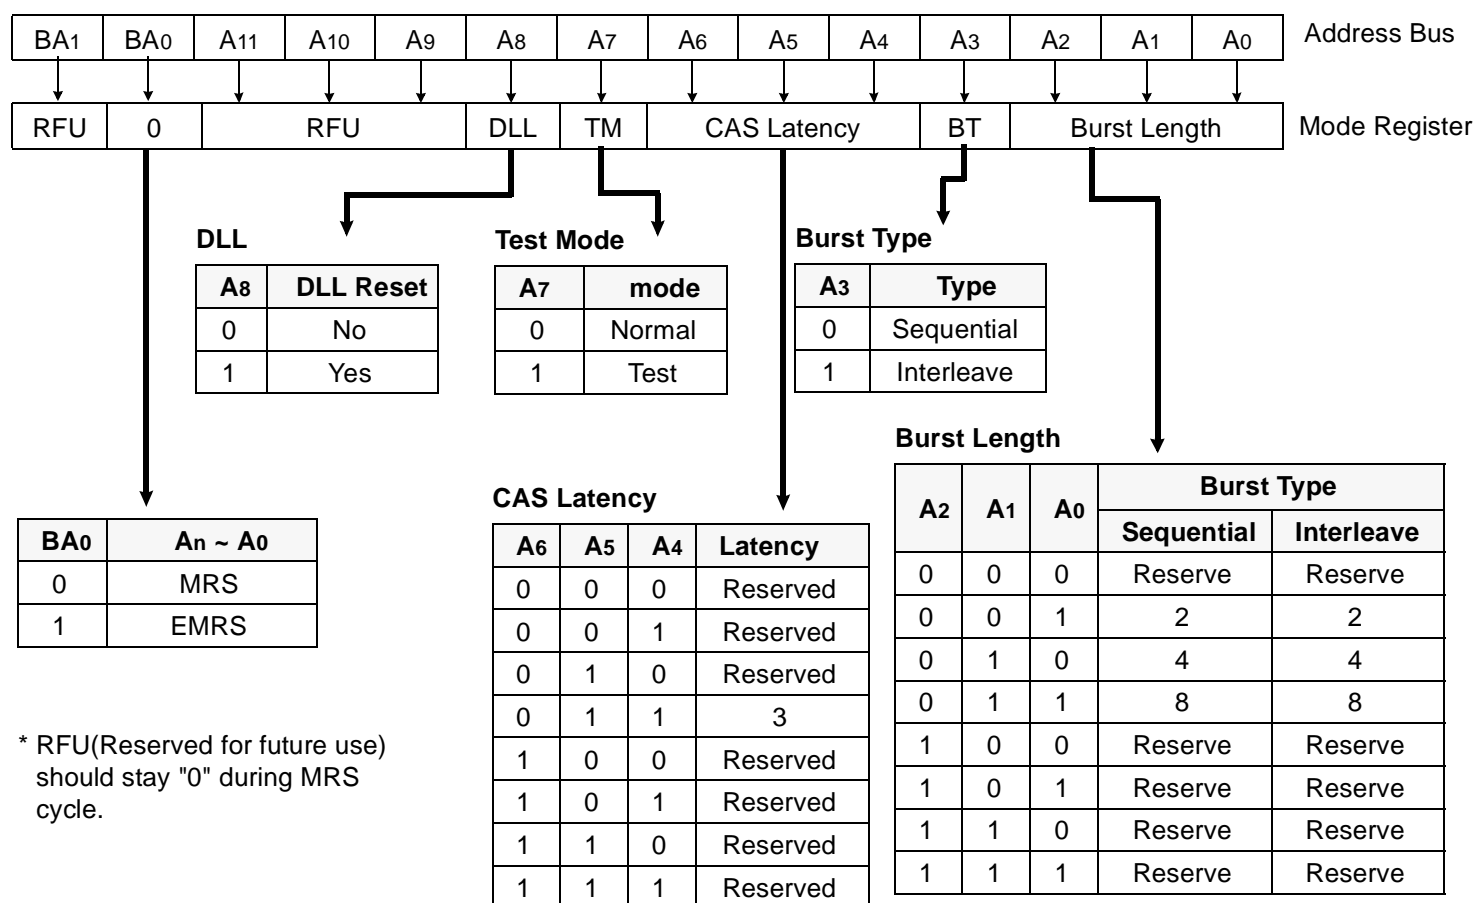 BA1 BA0 A11 A10 A9 A8 A7 A6 A5 A4 A3 A2 A1 A0 Address Bus
RFU 0 RFU DLL TM CAS Latency BT Burst Length Mode Register
DLL
A8 DLL Reset
0 No
1 Yes
Test Mode
A7 mode
0 Normal
1 Test
Burst Type
A3 Type
0 Sequential
1 Interleave
BA0 An ~ A0
0 MRS
1 EMRS
* RFU(Reserved for future use)
should stay "0" during MRS
cycle.
CAS Latency
A6 A5 A4 Latency
0 0 0 Reserved
0 0 1 Reserved
0 1 0 Reserved
0 1 1 3
1 0 0 Reserved
1 0 1 Reserved
1 1 0 Reserved
1 1 1 Reserved
Burst Length
A2 A1 A0 Burst Type
Sequential Interleave
0 0 0 Reserve Reserve
0 0 1 2 2
0 1 0 4 4
0 1 1 8 8
1 0 0 Reserve Reserve
1 0 1 Reserve Reserve
1 1 0 Reserve Reserve
1 1 1 Reserve Reserve